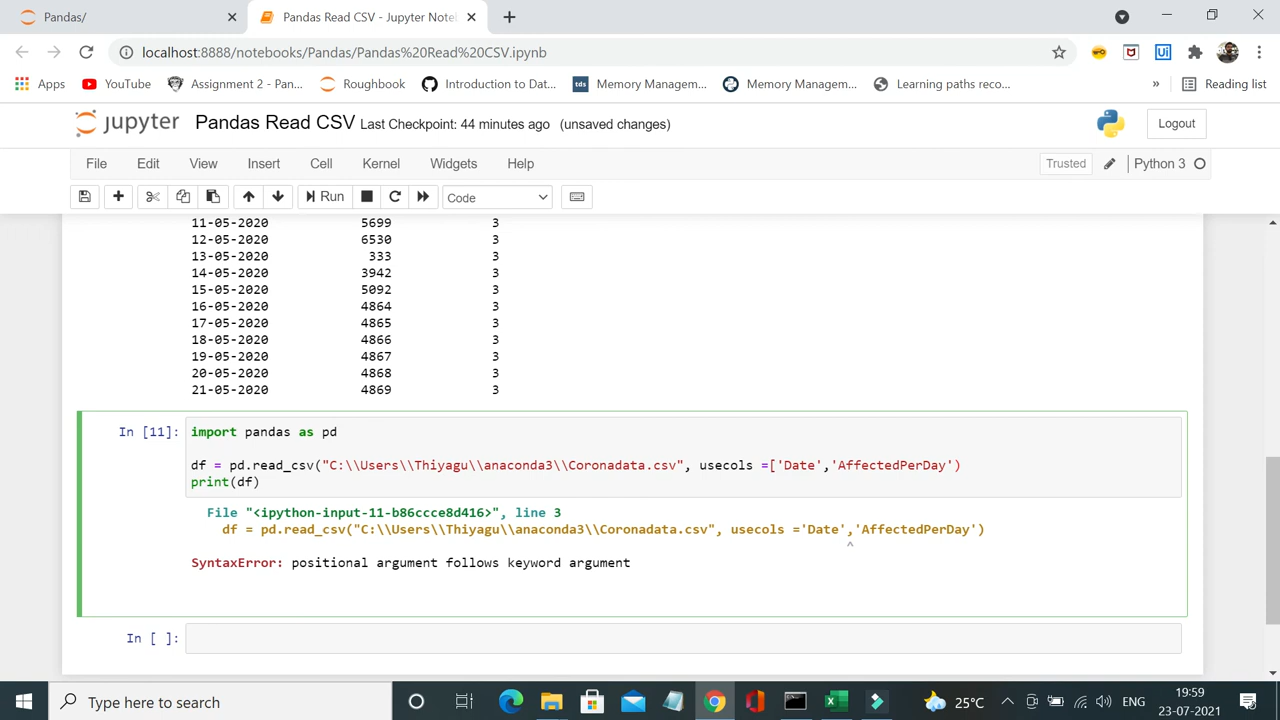 Pandas/
Pandas Read CSV - Jupyter Note
localhost:8888/notebooks/Pandas/Pandas%20Read%20CSV.ipynb
Apps YouTube Assignment 2 - Pan... Roughbook Introduction to Dat... tds Memory Management... Memory Management... Learning paths reco... » Reading list
jupyter Pandas Read CSV Last Checkpoint: 44 minutes ago (unsaved changes) Logout
File Edit View Insert Cell Kernel Widgets Help Trusted Python 3
Run Code
11-05-2020 5699 3
12-05-2020 6530 3
13-05-2020 333 3
14-05-2020 3942 3
15-05-2020 5092 3
16-05-2020 4864 3
17-05-2020 4865 3
18-05-2020 4866 3
19-05-2020 4867 3
20-05-2020 4868 3
21-05-2020 4869 3
In [11]: import pandas as pd
df = pd.read_csv("C:\\Users\\Thiyagu\\anaconda3\\Coronadata.csv", usecols =['Date','AffectedPerDay')
print(df)
File "<ipython-input-11-b86ccce8d416>", line 3
df = pd.read_csv("C:\\Users\\Thiyagu\\anaconda3\\Coronadata.csv", usecols ='Date','AffectedPerDay')
^
SyntaxError: positional argument follows keyword argument
In [ ]:
Type here to search 25°C ENG 19:59
23-07-2021